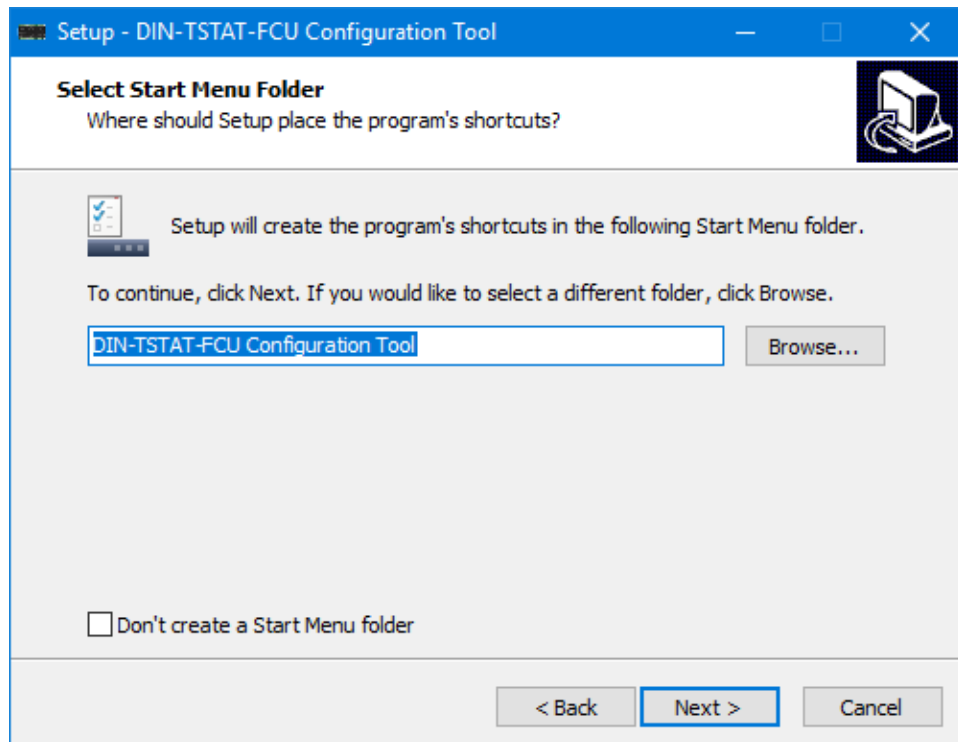 Setup - DIN-TSTAT-FCU Configuration Tool
Select Start Menu Folder
Where should Setup place the program's shortcuts?
Setup will create the program's shortcuts in the following Start Menu folder.
To continue, click Next. If you would like to select a different folder, click Browse.
DIN-TSTAT-FCU Configuration Tool
Browse...
Don't create a Start Menu folder
< Back
Next >
Cancel